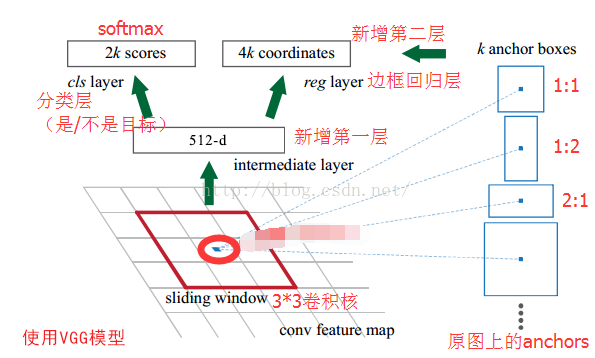 softmax
2k scores
4k coordinates
新增第二层
k anchor boxes
cls layer
reg layer
边框回归层
分类层
（是/不是目标）
1:1
512-d
新增第一层
1:2
intermediate layer
http://blog.csdn.net/
2:1
sliding window
3*3卷积核
conv feature map
使用VGG模型
原图上的anchors